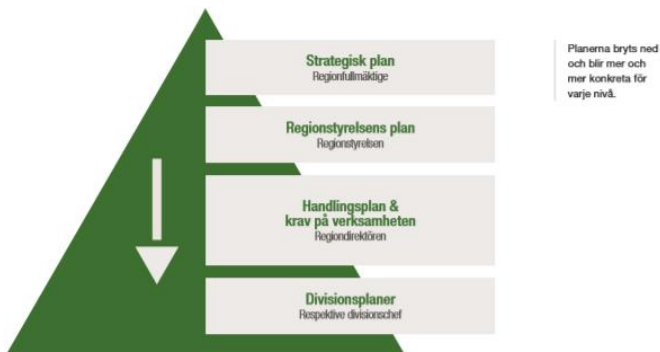 Strategisk plan
Regionfullmäktige
Planerna bryts ned
och blir mer och
mer konkreta för
varje nivå.
Regionstyrelsens plan
Regionstyrelsen
Handlingsplan &
krav på verksamheten
Regiondirektören
Divisionsplaner
Respektive divisionschef